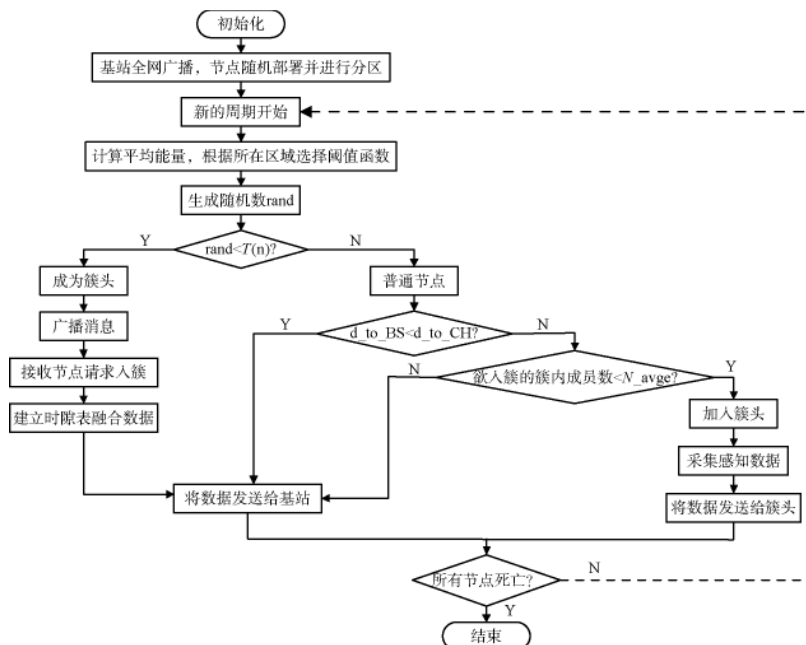 初始化
基站全网广播，节点随机部署并进行分区
新的周期开始
计算平均能量，根据所在区域选择阈值函数
生成随机数rand
rand<T(n)?
Y
N
成为簇头
普通节点
广播消息
d_to_BS<d_to_CH?
Y
N
接收节点请求入簇
欲入簇的簇内成员数<N_avge?
N
Y
建立时隙表融合数据
加入簇头
采集感知数据
将数据发送给基站
将数据发送给簇头
所有节点死亡?
N
Y
结束